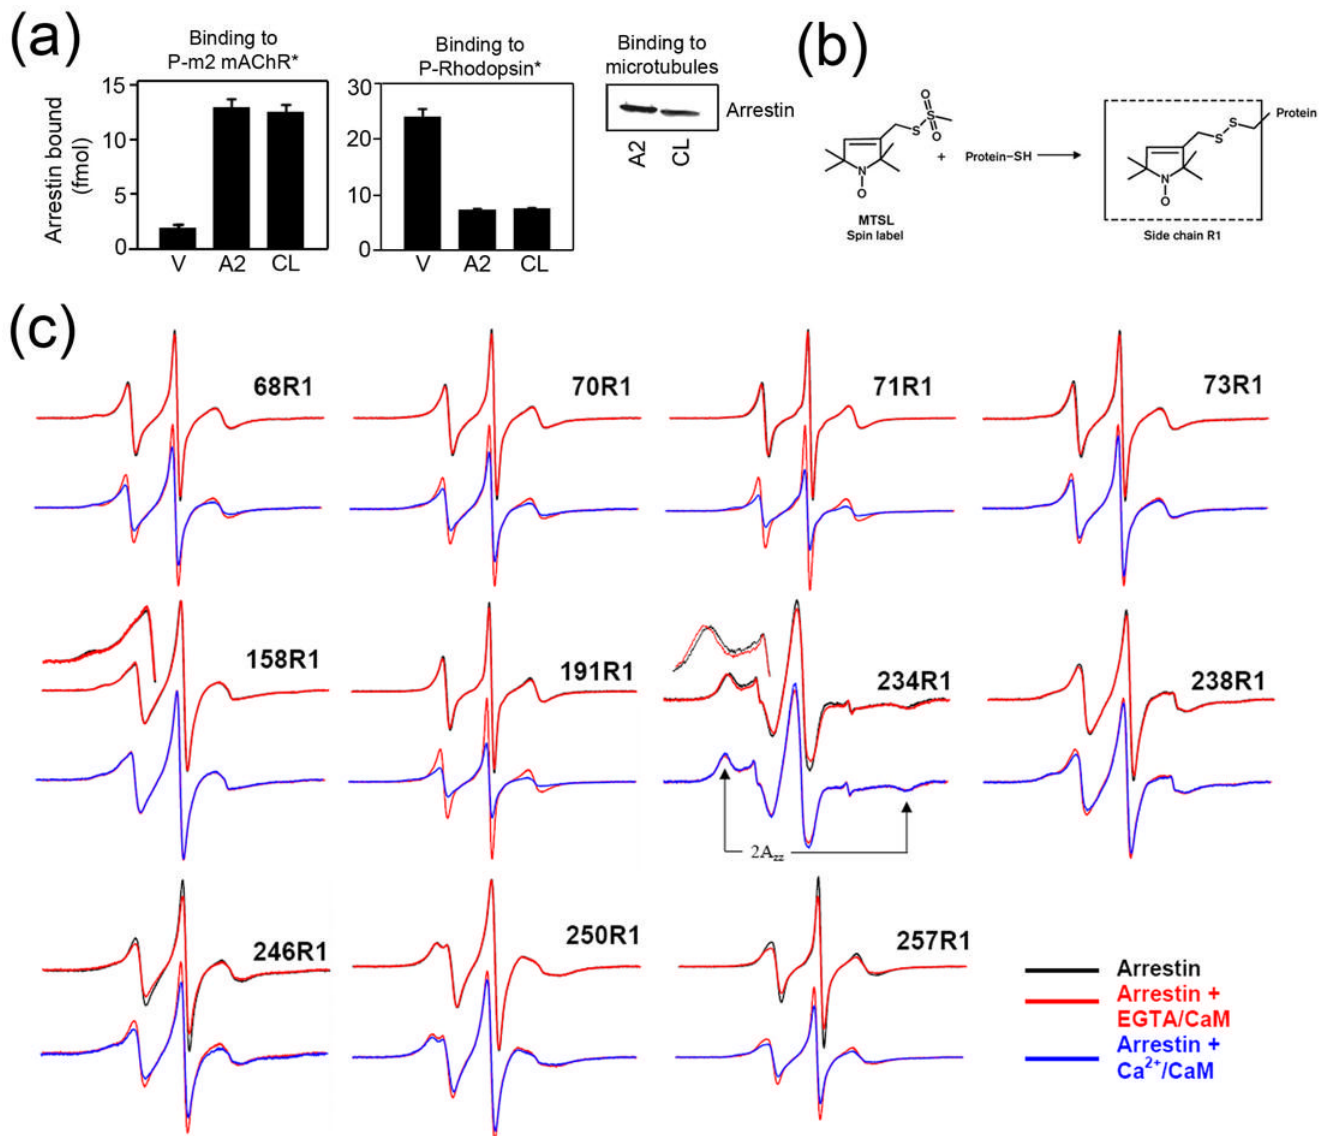 (a)
Binding to
P-m2 mAChR*
Arrestin bound
(fmol)
15
10
5
0
V A2 CL
Binding to
P-Rhodopsin*
30
20
10
0
V A2 CL
Binding to
microtubules
Arrestin
A2 CL
(b)
O
S
S
O
N
O
+
Protein–SH
MTSL
Spin label
S
S
Protein
N
O
Side chain R1
(c)
68R1
70R1
71R1
73R1
158R1
191R1
234R1
2Azz
238R1
246R1
250R1
257R1
Arrestin
Arrestin +
EGTA/CaM
Arrestin +
Ca2+/CaM